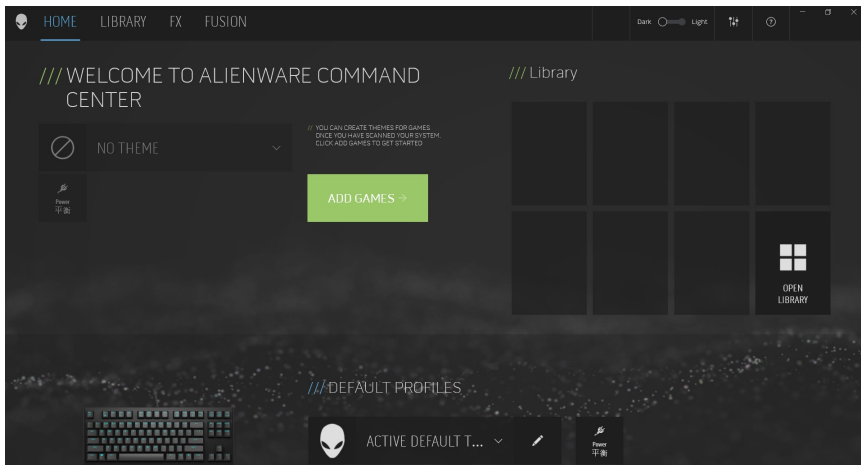 HOME LIBRARY FX FUSION
Dark Light
///WELCOME TO ALIENWARE COMMAND
CENTER
NO THEME
Power
平衡
// YOU CAN CREATE THEMES FOR GAMES
ONCE YOU HAVE SCANNED YOUR SYSTEM.
CLICK ADD GAMES TO GET STARTED
ADD GAMES
///Library
OPEN
LIBRARY
///DEFAULT PROFILES
ACTIVE DEFAULT T...
Power
平衡